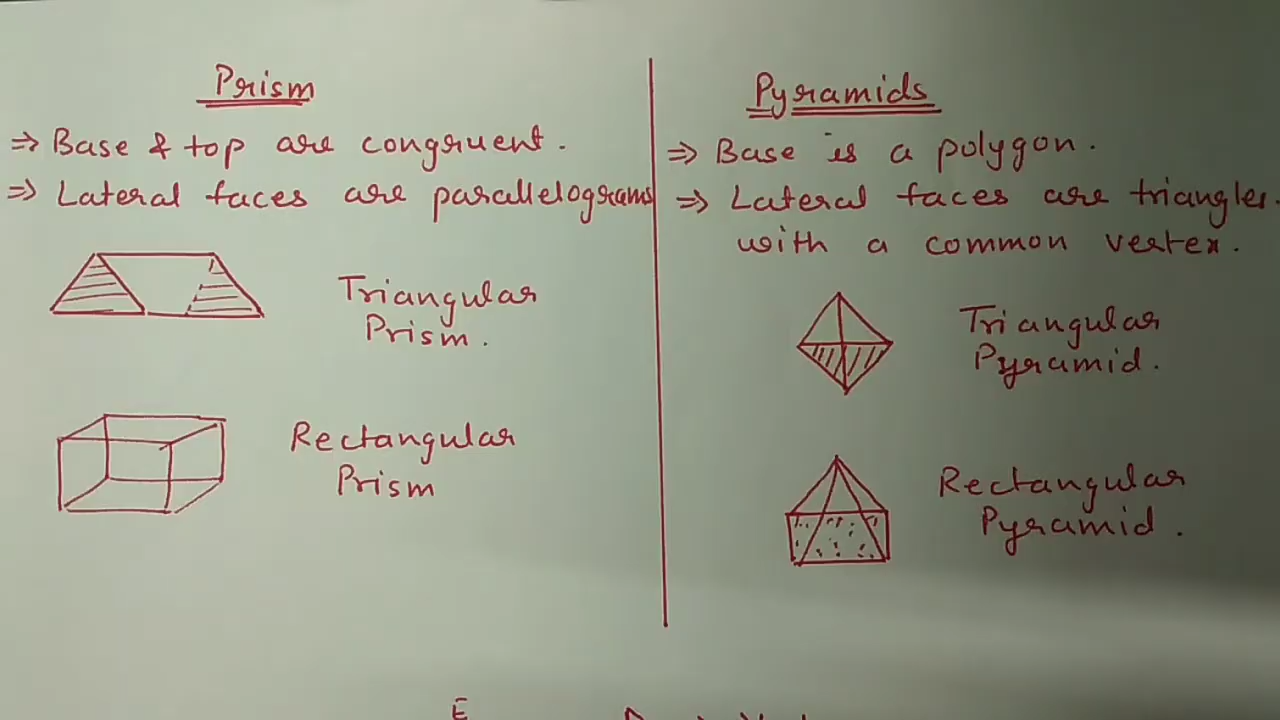 Prism
⇒ Base & top are congruent.
⇒ Lateral faces are parallelograms
Triangular
Prism.
Rectangular
Prism
Pyramids
⇒ Base is a polygon.
⇒ Lateral faces are triangles.
with a common vertex.
Triangular
Pyramid.
Rectangular
Pyramid.
E